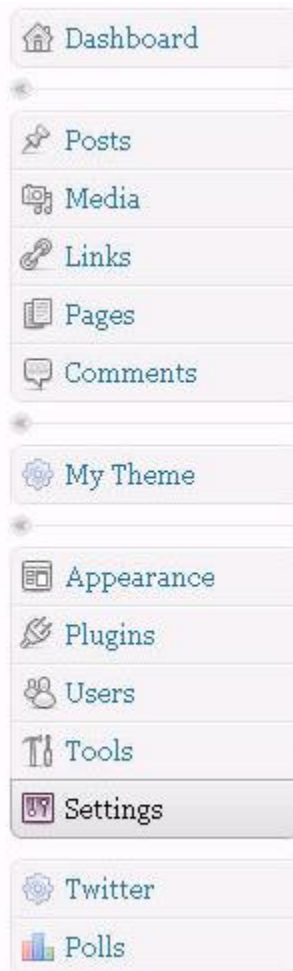 Dashboard
Posts
Media
Links
Pages
Comments
My Theme
Appearance
Plugins
Users
Tools
Settings
Twitter
Polls